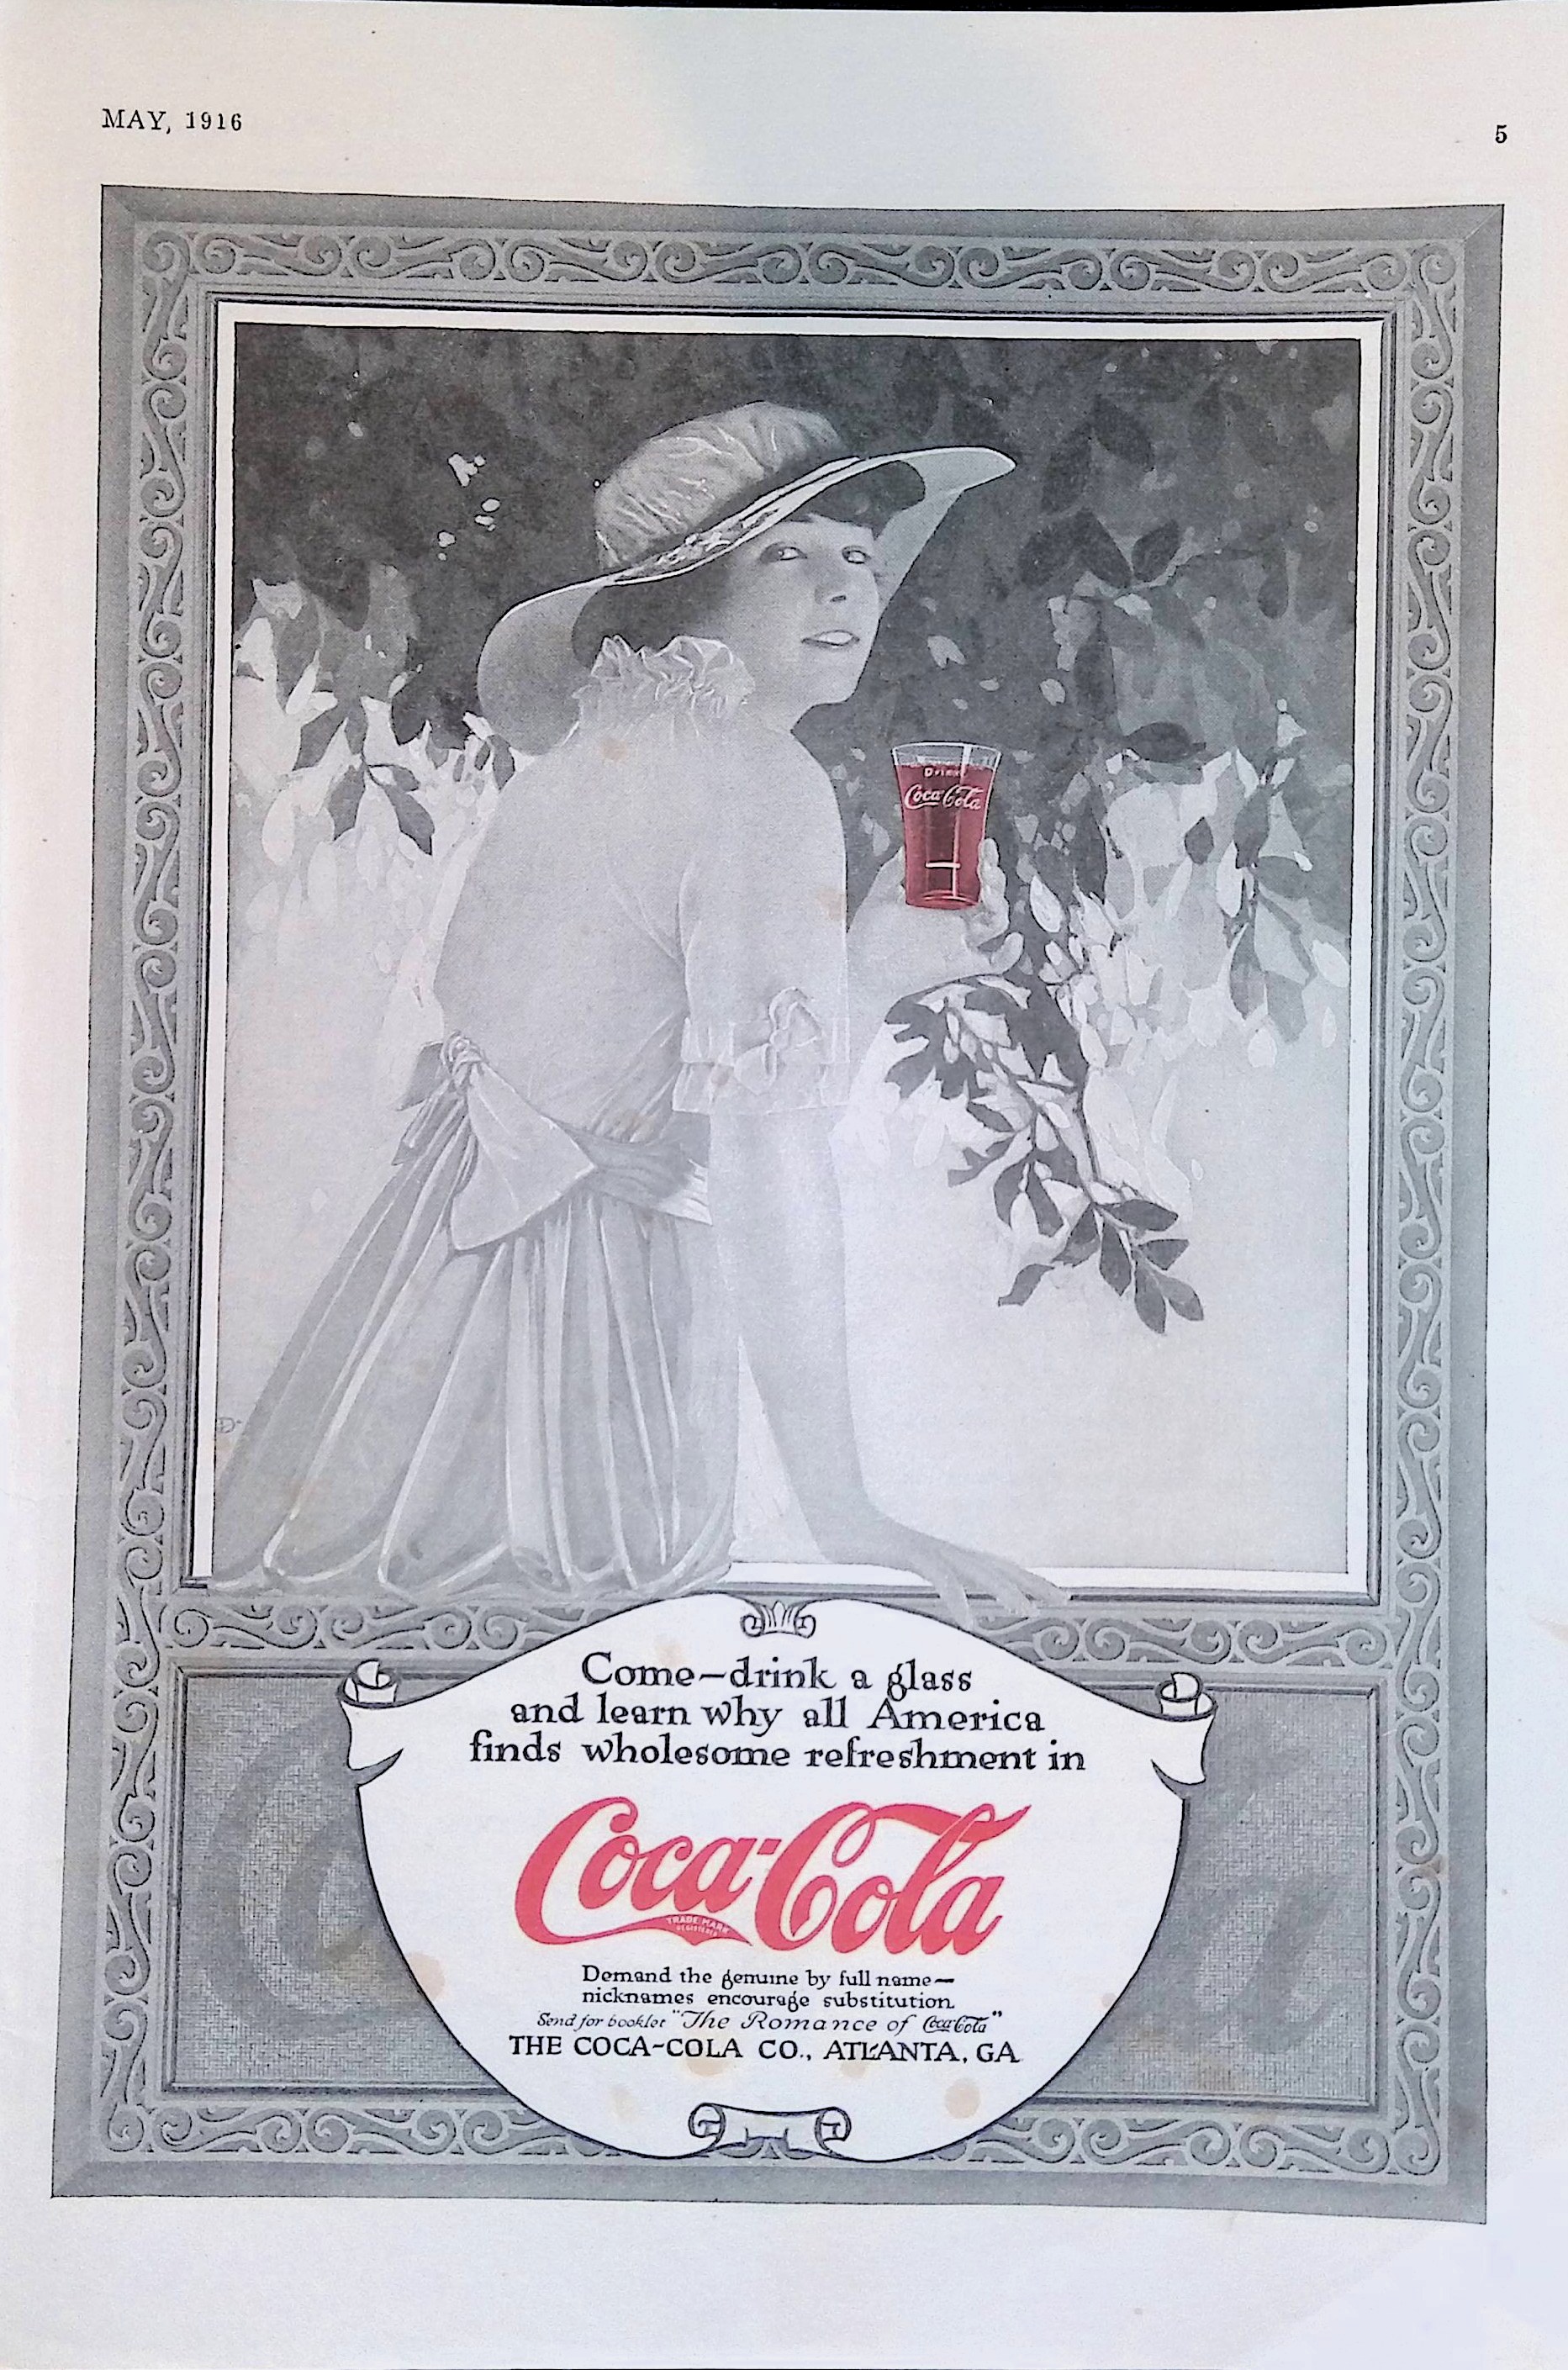 MAY, 1916
5
Drink
Coca-Cola
Come—drink a glass
and learn why all America
finds wholesome refreshment in
Coca-Cola
TRADE MARK
REGISTERED
Demand the genuine by full name—
nicknames encourage substitution
Send for booklet "The Romance of Coca-Cola"
THE COCA-COLA CO., ATLANTA, GA